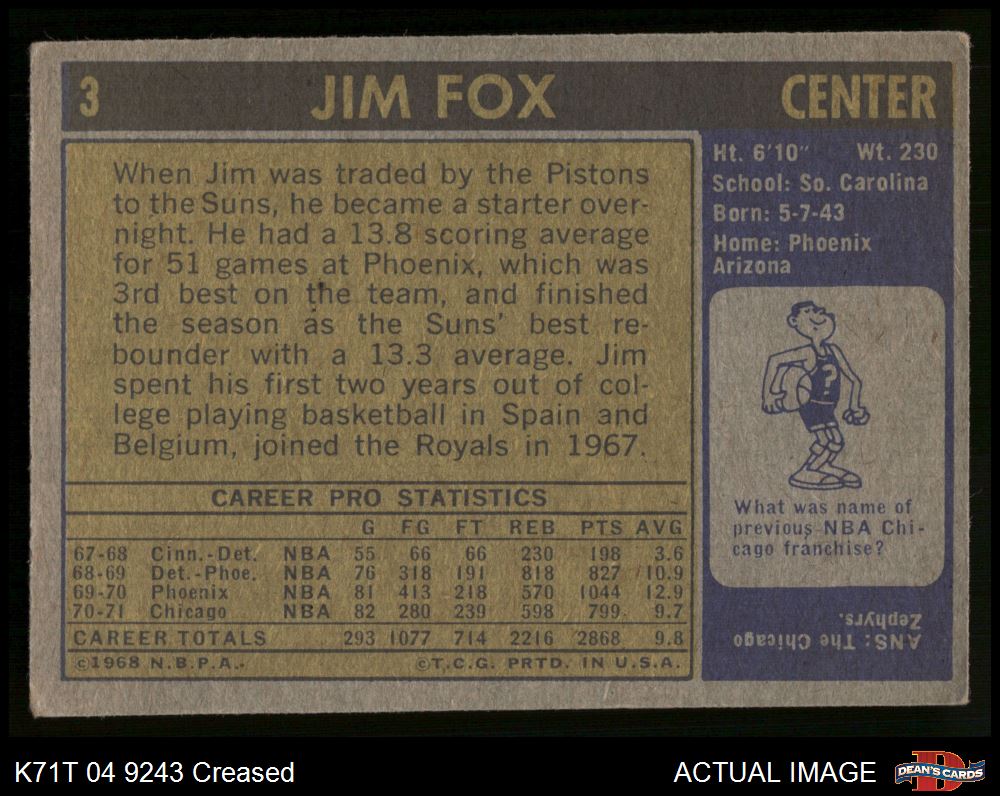 3 JIM FOX CENTER
When Jim was traded by the Pistons
to the Suns, he became a starter over-
night. He had a 13.8 scoring average
for 51 games at Phoenix, which was
3rd best on the team, and finished
the season as the Suns' best re-
bounder with a 13.3 average. Jim
spent his first two years out of col-
lege playing basketball in Spain and
Belgium, joined the Royals in 1967.
Ht. 6'10" Wt. 230
School: So. Carolina
Born: 5-7-43
Home: Phoenix
Arizona
?
What was name of
previous NBA Chi-
cago franchise?
ANS: The Chicago
Zephyrs.
CAREER PRO STATISTICS
G FG FT REB PTS AVG
67-68 Cinn.-Det. NBA 55 66 66 230 198 3.6
68-69 Det.-Phoe. NBA 76 318 191 818 827 10.9
69-70 Phoenix NBA 81 413 218 570 1044 12.9
70-71 Chicago NBA 82 280 239 598 799 9.7
CAREER TOTALS 293 1077 714 2216 2868 9.8
©1968 N.B.P.A. ©T.C.G. PRTD. IN U.S.A.
K71T 04 9243 Creased ACTUAL IMAGE D DEAN'S CARDS